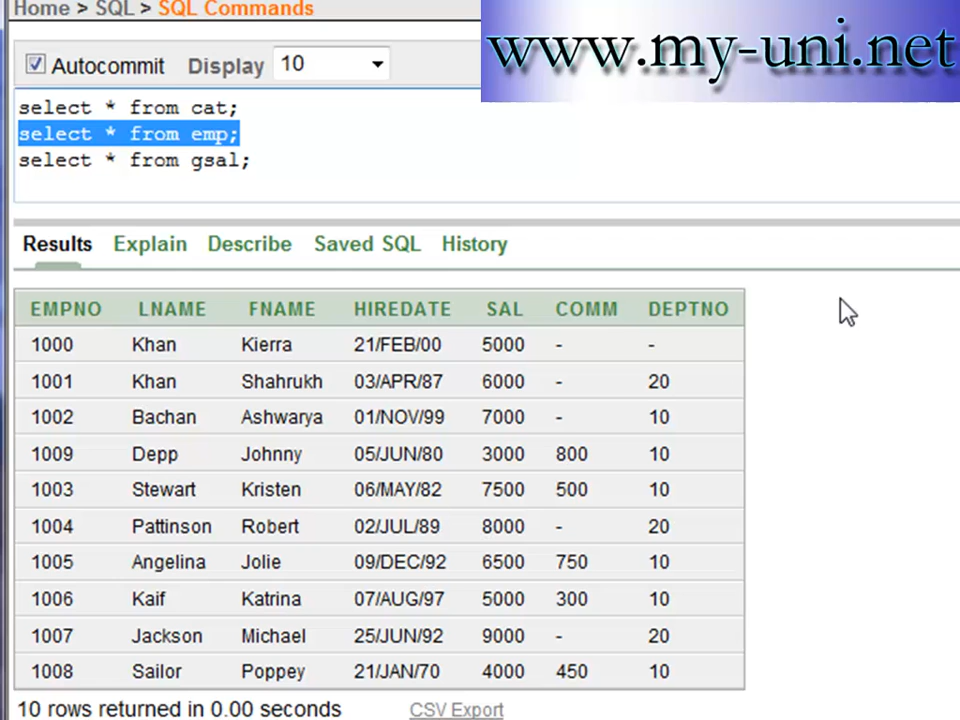 Home > SQL > SQL Commands
www.my-uni.net
Autocommit Display 10
select * from cat;
select * from emp;
select * from gsal;
Results Explain Describe Saved SQL History
EMPNO LNAME FNAME HIREDATE SAL COMM DEPTNO
1000 Khan Kierra 21/FEB/00 5000 - -
1001 Khan Shahrukh 03/APR/87 6000 - 20
1002 Bachan Ashwarya 01/NOV/99 7000 - 10
1009 Depp Johnny 05/JUN/80 3000 800 10
1003 Stewart Kristen 06/MAY/82 7500 500 10
1004 Pattinson Robert 02/JUL/89 8000 - 20
1005 Angelina Jolie 09/DEC/92 6500 750 10
1006 Kaif Katrina 07/AUG/97 5000 300 10
1007 Jackson Michael 25/JUN/92 9000 - 20
1008 Sailor Poppey 21/JAN/70 4000 450 10
10 rows returned in 0.00 seconds CSV Export